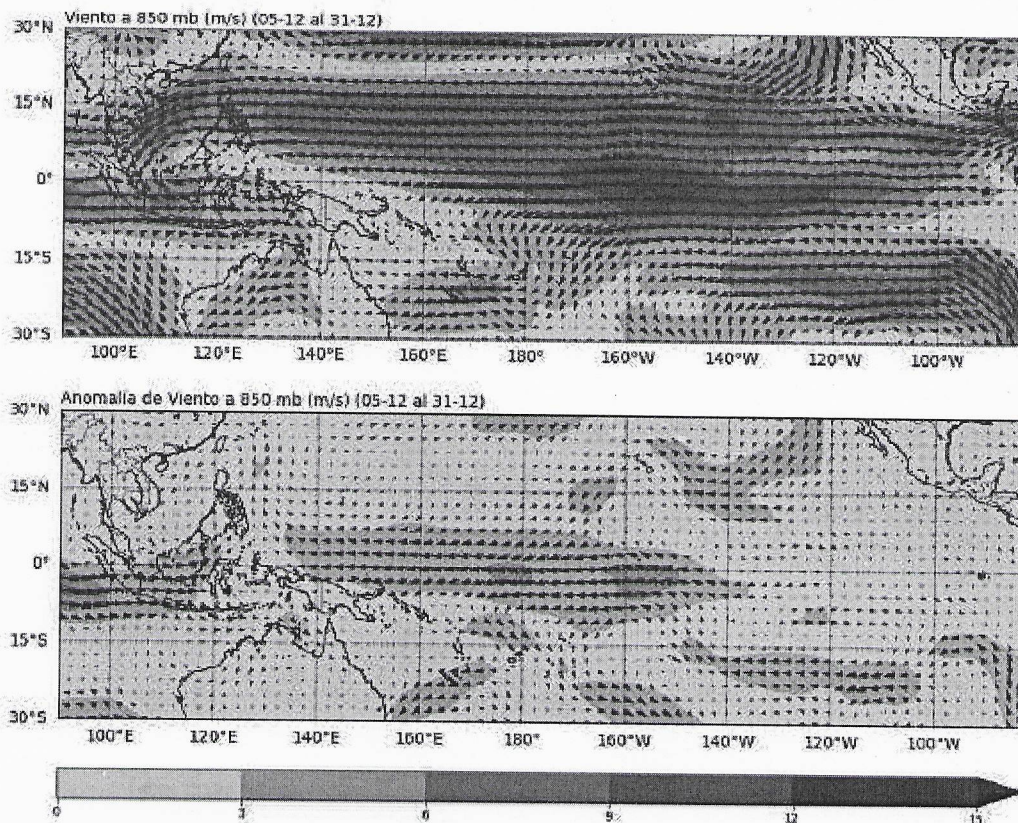 Viento a 850 mb (m/s) (05-12 al 31-12)
30°N
15°N
0°
15°S
30°S
100°E 120°E 140°E 160°E 180° 160°W 140°W 120°W 100°W
Anomalía de Viento a 850 mb (m/s) (05-12 al 31-12)
30°N
15°N
0°
15°S
30°S
100°E 120°E 140°E 160°E 180° 160°W 140°W 120°W 100°W
0 3 6 9 12 15